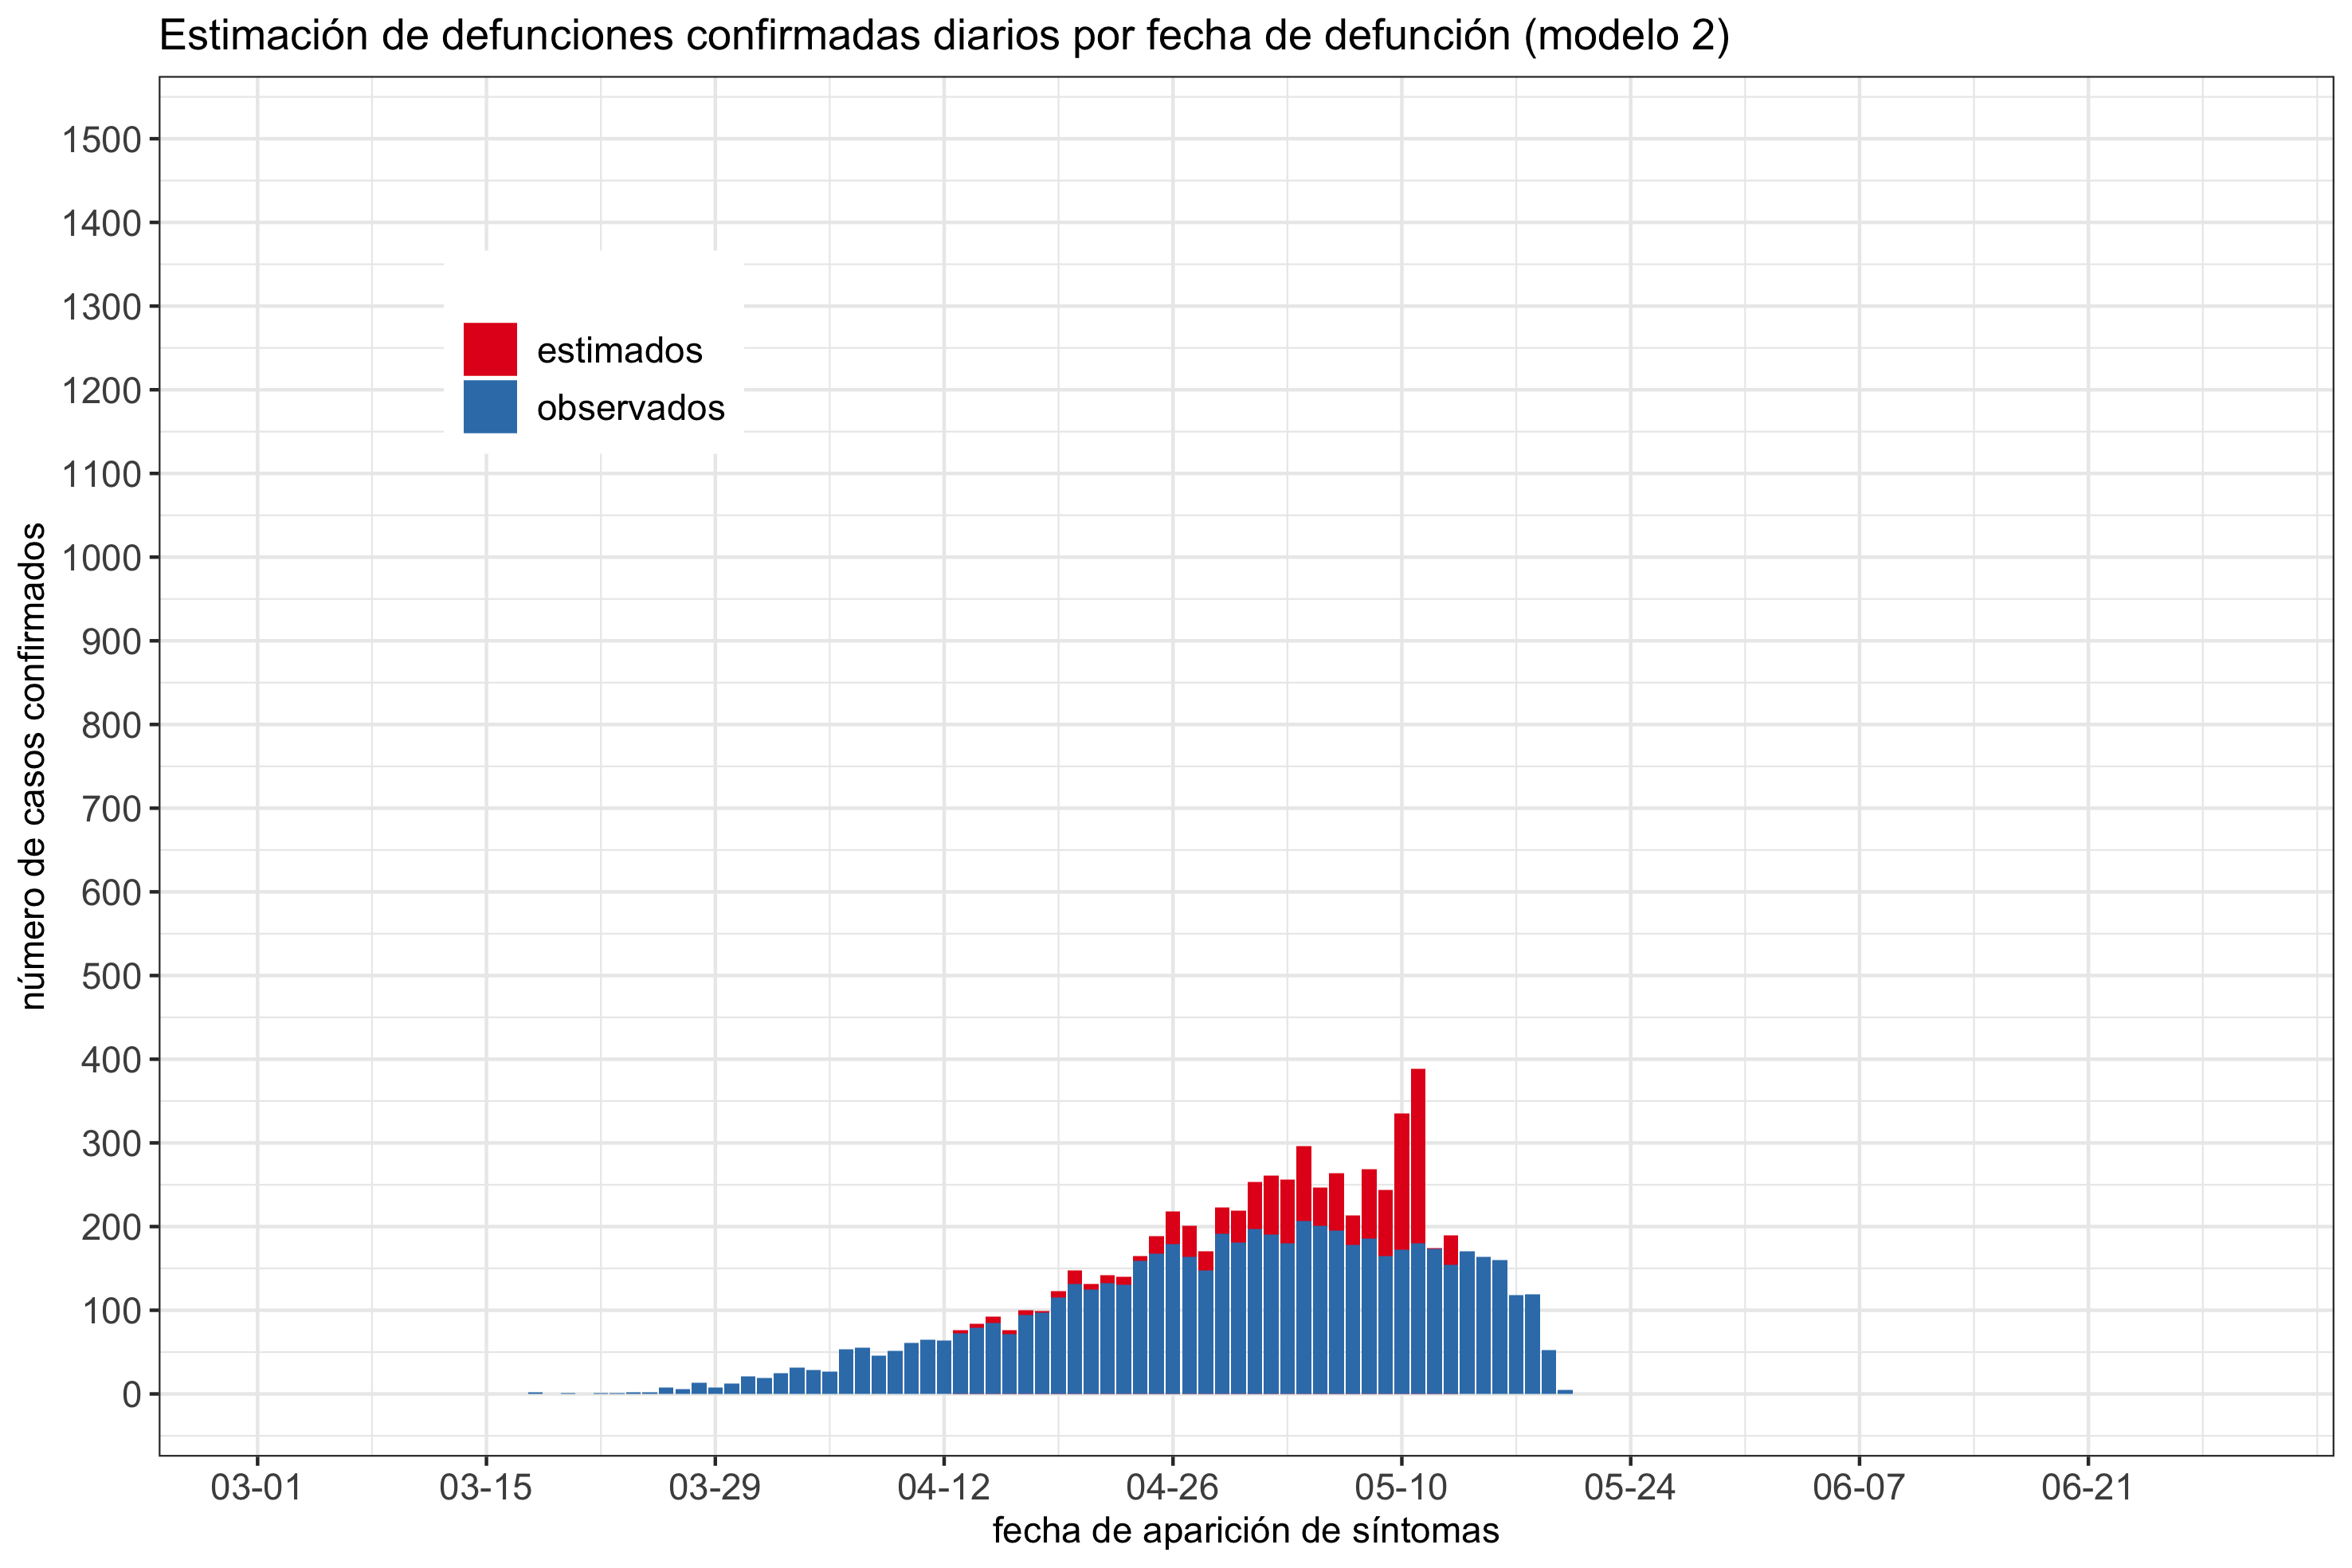 Estimación de defunciones confirmadas diarios por fecha de defunción (modelo 2)
número de casos confirmados
1500
1400
1300
1200
1100
1000
900
800
700
600
500
400
300
200
100
0
estimados
observados
03-01 03-15 03-29 04-12 04-26 05-10 05-24 06-07 06-21
fecha de aparición de síntomas